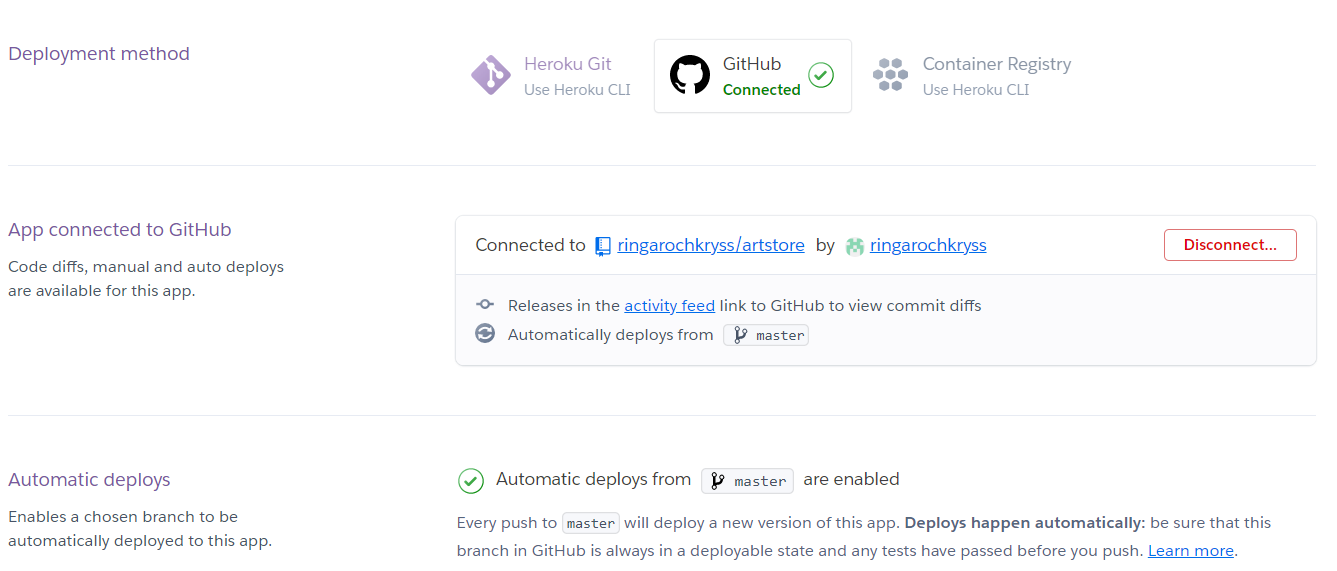 Deployment method
Heroku Git
Use Heroku CLI
GitHub
Connected
Container Registry
Use Heroku CLI
App connected to GitHub
Code diffs, manual and auto deploys
are available for this app.
Connected to ringarochkryss/artstore by ringarochkryss
Disconnect...
Releases in the activity feed link to GitHub to view commit diffs
Automatically deploys from master
Automatic deploys
Enables a chosen branch to be
automatically deployed to this app.
Automatic deploys from master are enabled
Every push to master will deploy a new version of this app. Deploys happen automatically: be sure that this
branch in GitHub is always in a deployable state and any tests have passed before you push. Learn more.